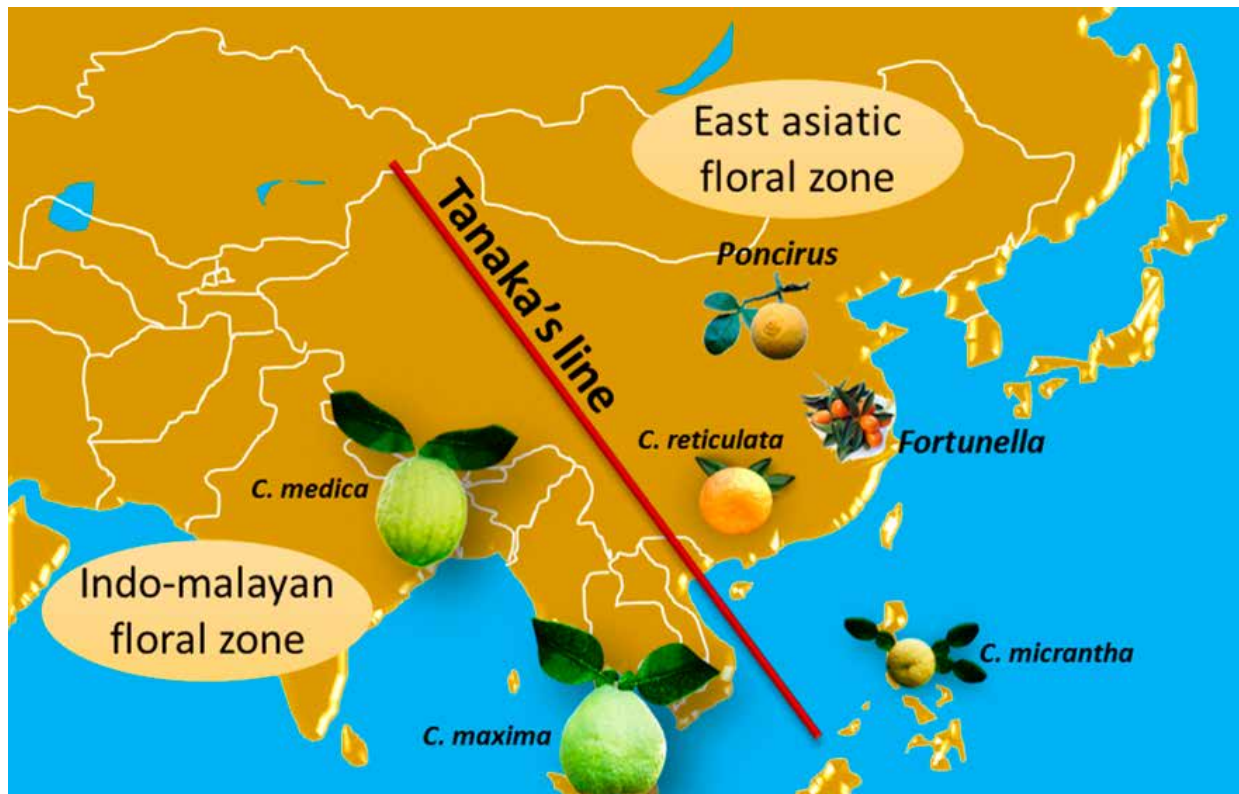 East asiatic
floral zone
Tanaka's line
Poncirus
Fortunella
C. reticulata
C. medica
Indo-malayan
floral zone
C. micrantha
C. maxima